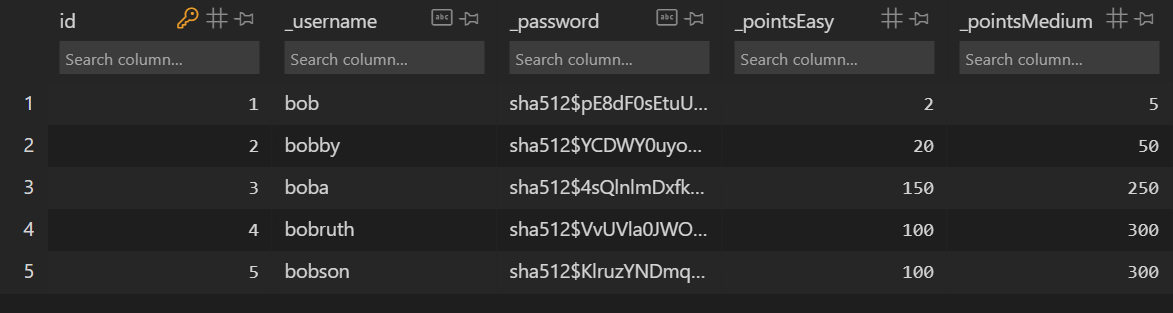 id _username _password _pointsEasy _pointsMedium
Search column... Search column... Search column... Search column... Search column...
1 1 bob sha512$pE8dF0sEtuU... 2 5
2 2 bobby sha512$YCDWY0uyo... 20 50
3 3 boba sha512$4sQlnlmDxfk... 150 250
4 4 bobruth sha512$VvUVla0JWO... 100 300
5 5 bobson sha512$KlruzYNDmq... 100 300